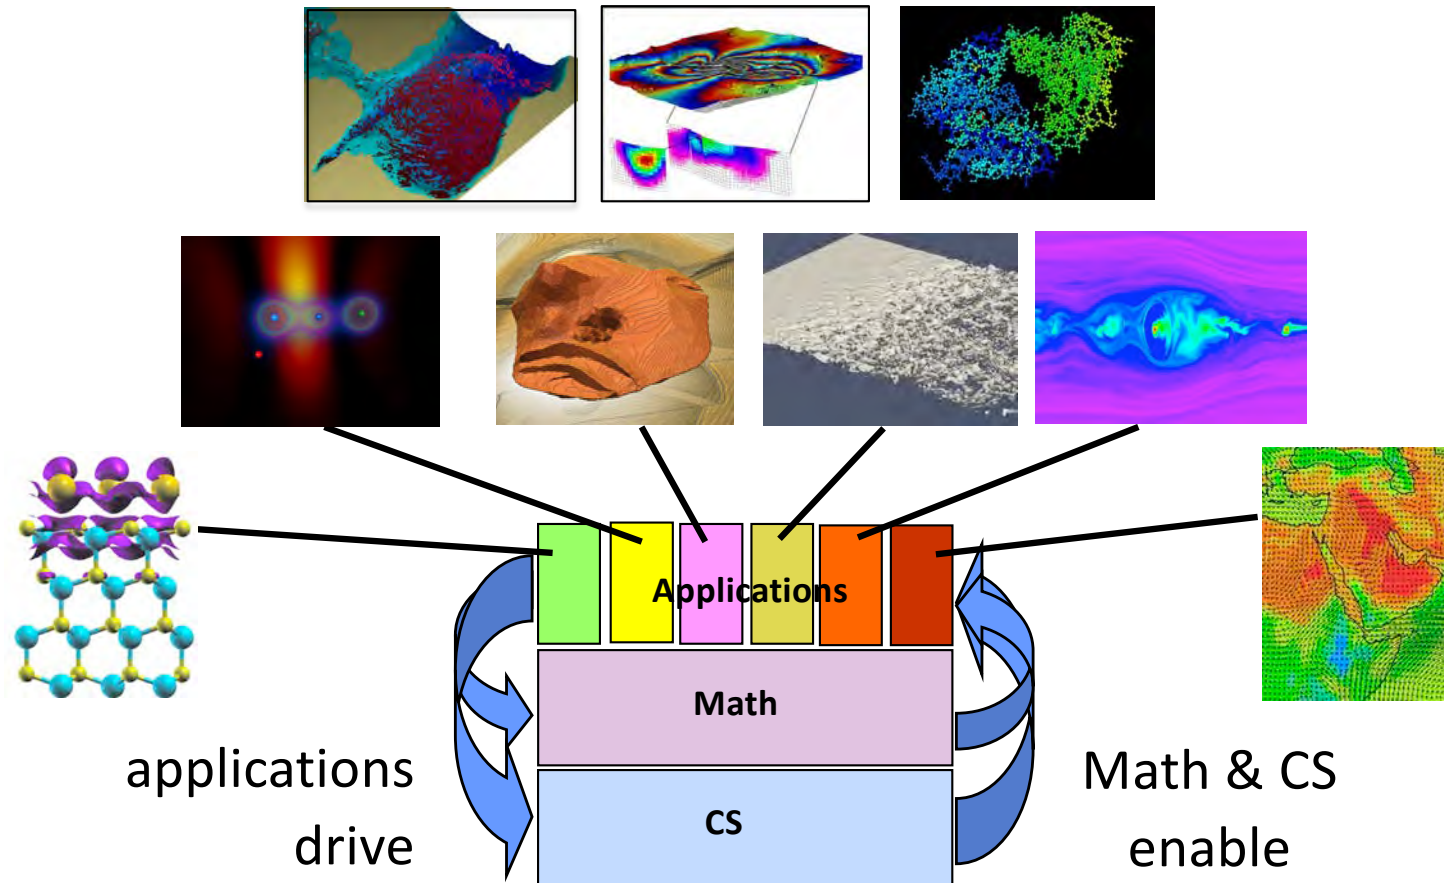 Applications
Math
applications
drive
CS
Math & CS
enable